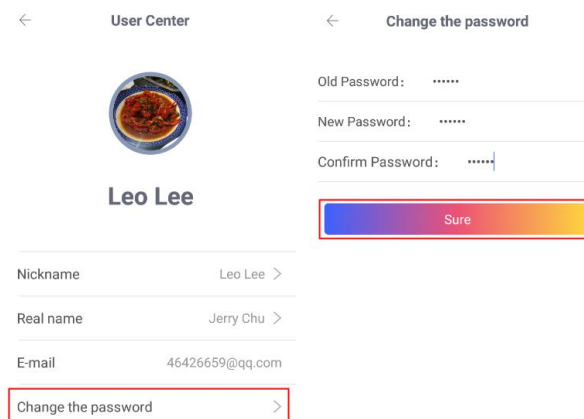 User Center
Leo Lee
Nickname Leo Lee
Real name Jerry Chu
E-mail 46426659@qq.com
Change the password
Change the password
Old Password： ••••••
New Password： ••••••
Confirm Password： ••••••
Sure